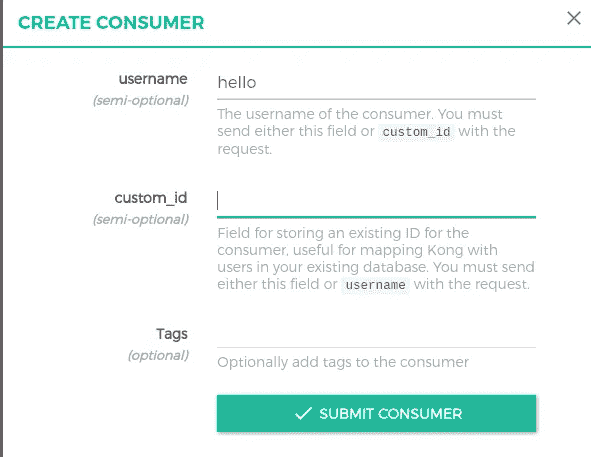 CREATE CONSUMER
username
(semi-optional)
hello
The username of the consumer. You must
send either this field or custom_id with the
request.
custom_id
(semi-optional)
Field for storing an existing ID for the
consumer, useful for mapping Kong with
users in your existing database. You must send
either this field or username with the request.
Tags
(optional)
Optionally add tags to the consumer
SUBMIT CONSUMER